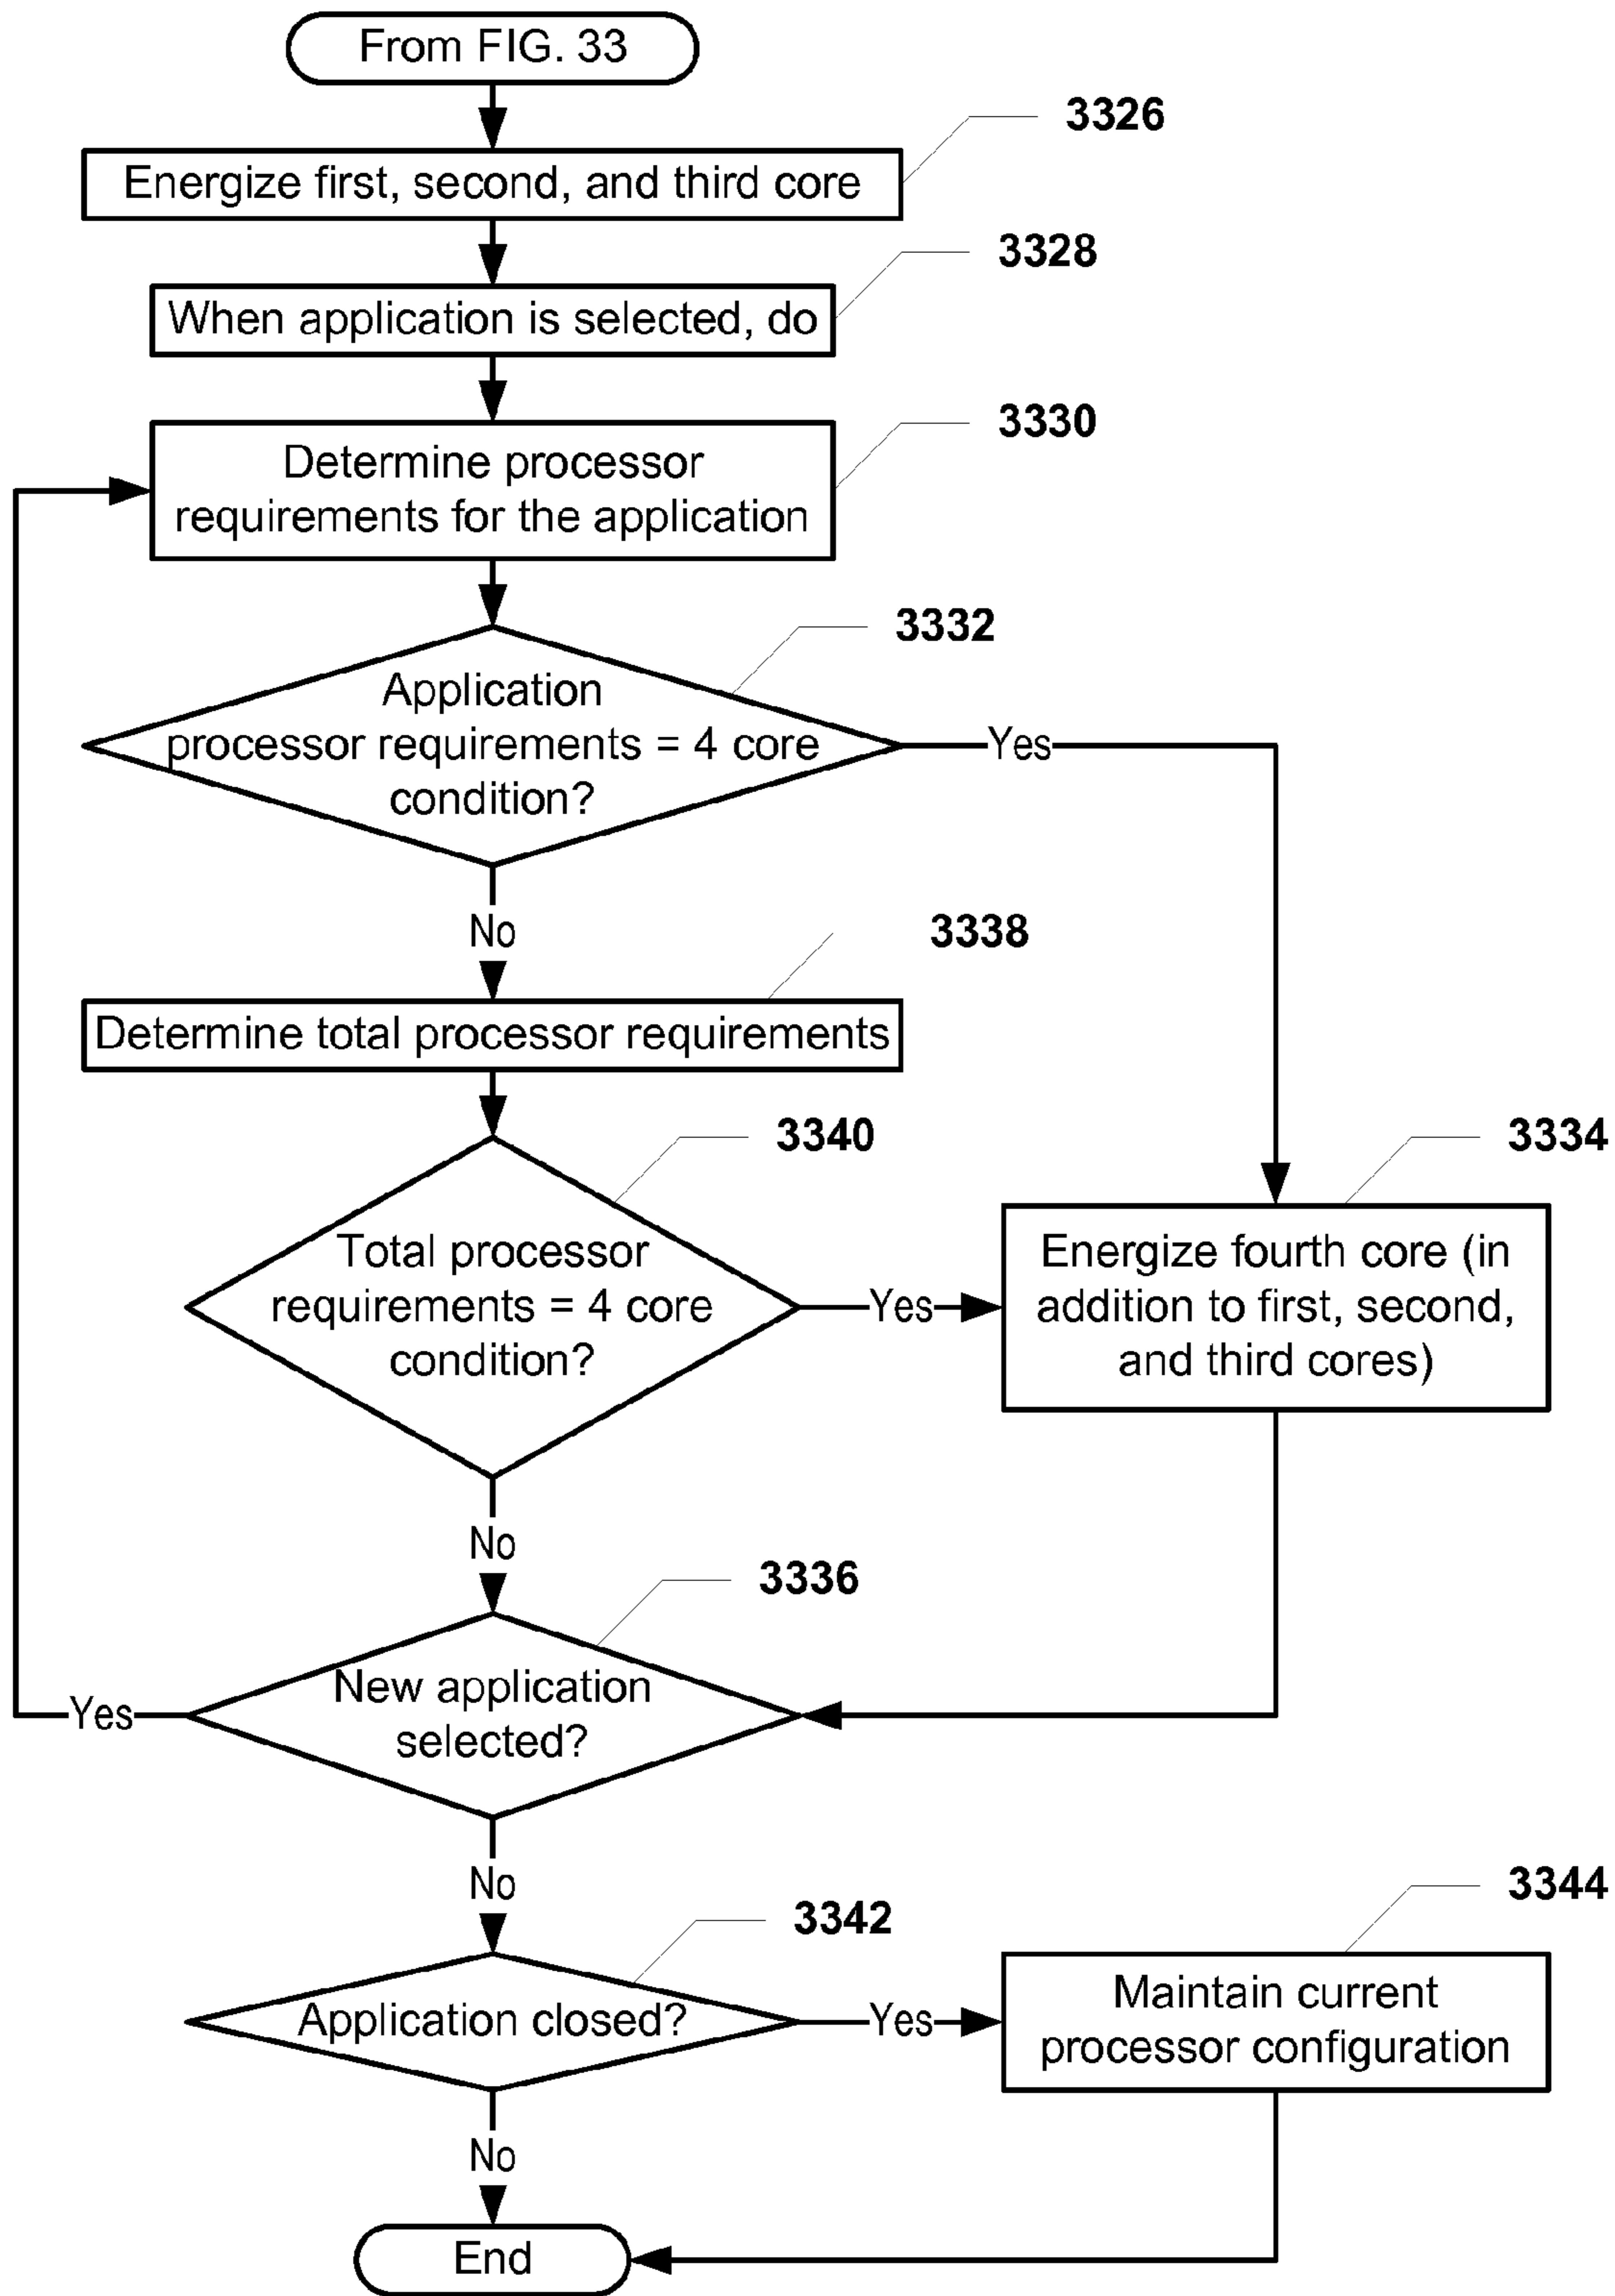 From FIG. 33
3326
Energize first, second, and third core
3328
When application is selected, do
3330
Determine processor
requirements for the application
3332
Application
processor requirements = 4 core
condition?
Yes
No
3338
Determine total processor requirements
3340
3334
Total processor
requirements = 4 core
condition?
Yes
Energize fourth core (in
addition to first, second,
and third cores)
No
3336
New application
selected?
Yes
No
3342
3344
Application closed?
Yes
Maintain current
processor configuration
No
End